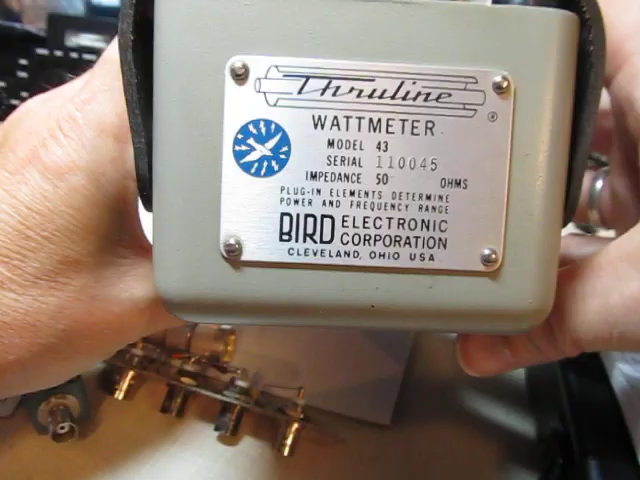 Thruline
®
WATTMETER
MODEL 43
SERIAL 110045
IMPEDANCE 50 OHMS
PLUG-IN ELEMENTS DETERMINE
POWER AND FREQUENCY RANGE
BIRD ELECTRONIC
CORPORATION
CLEVELAND, OHIO USA